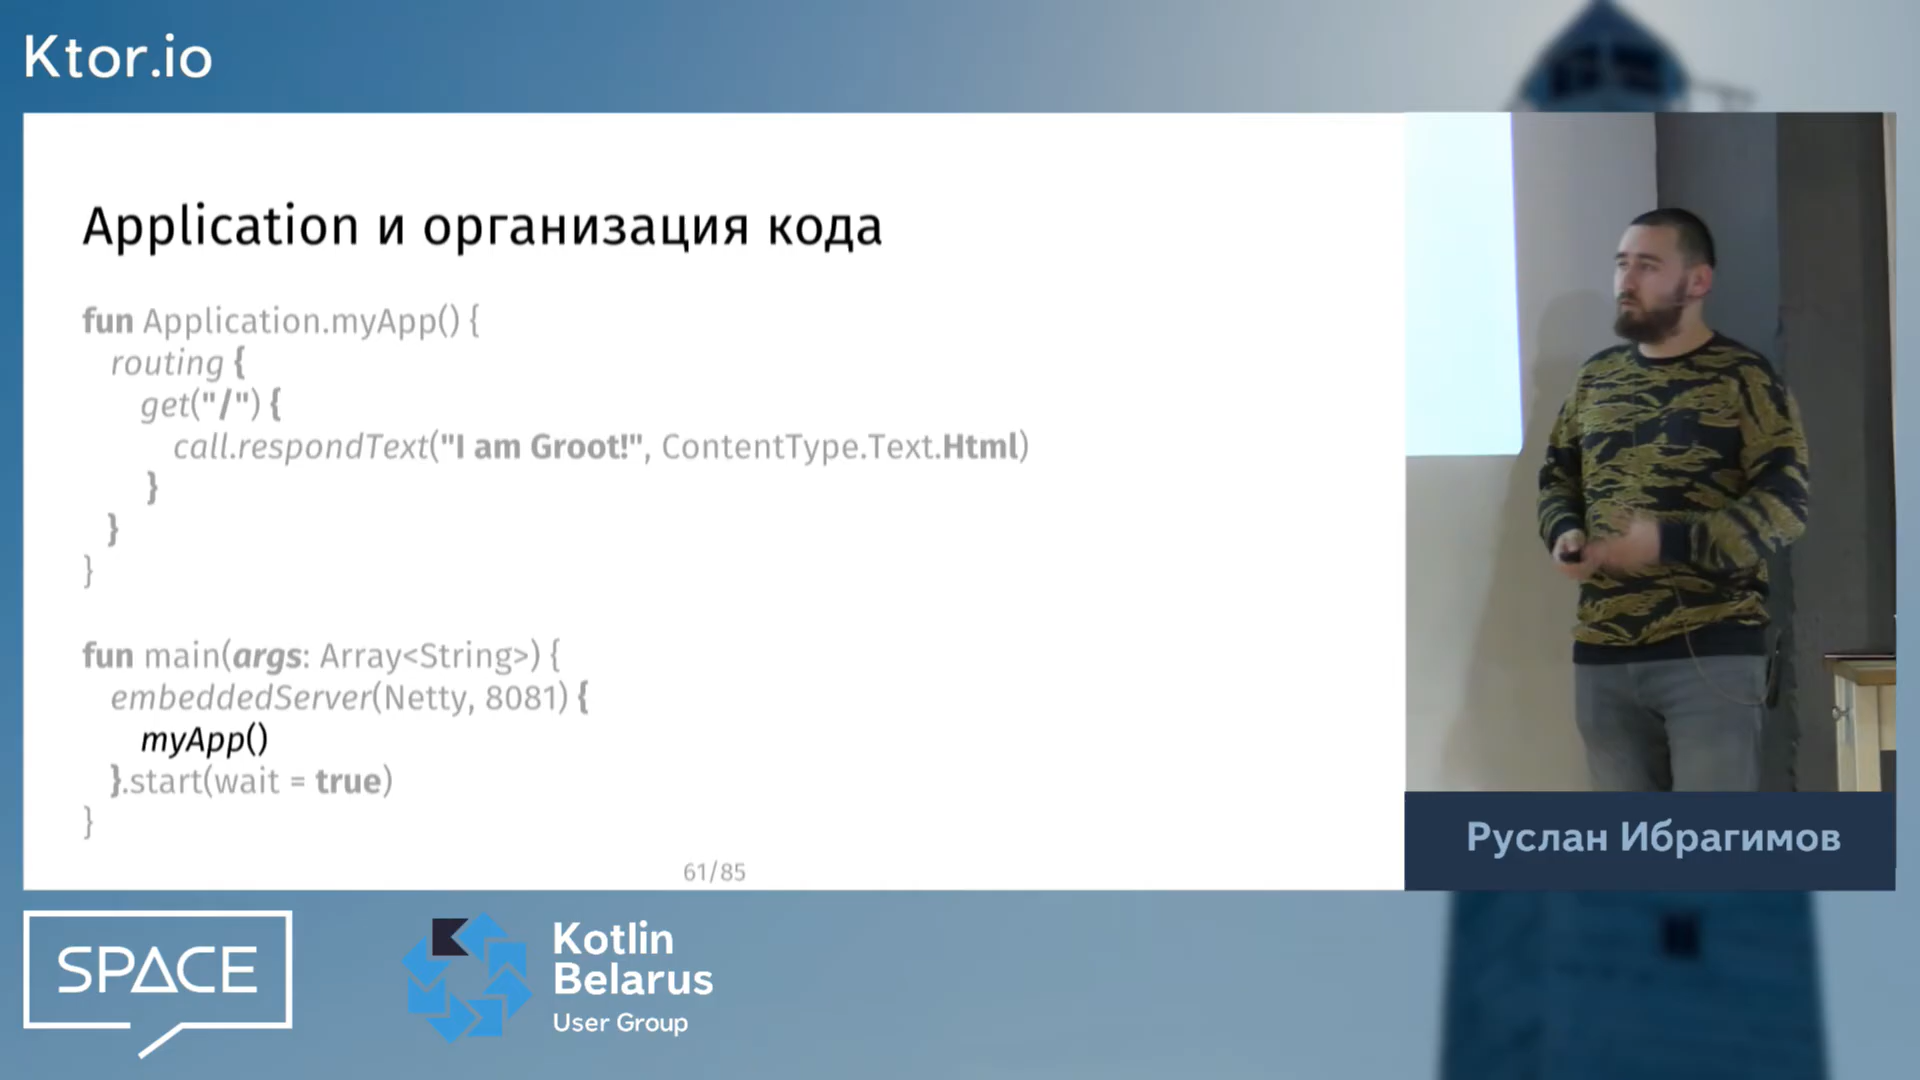 Ktor.io
Application и организация кода
fun Application.myApp() {
routing {
get("/") {
call.respondText("I am Groot!", ContentType.Text.Html)
}
}
}
fun main(args: Array<String>) {
embeddedServer(Netty, 8081) {
myApp()
}.start(wait = true)
}
61/85
Руслан Ибрагимов
SPACE
Kotlin
Belarus
User Group